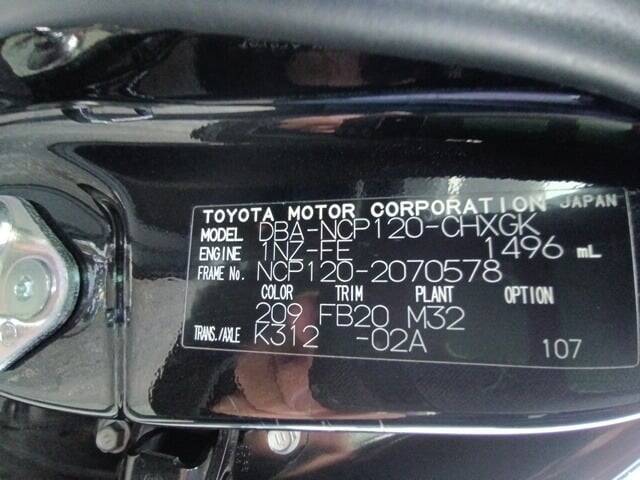 TOYOTA MOTOR CORPORATION JAPAN
MODEL DBA-NCP120-CHXGK
ENGINE 1NZ-FE 1496 mL
FRAME No. NCP120-2070578
COLOR TRIM PLANT OPTION
209 FB20 M32
TRANS./AXLE K312 -02A
107